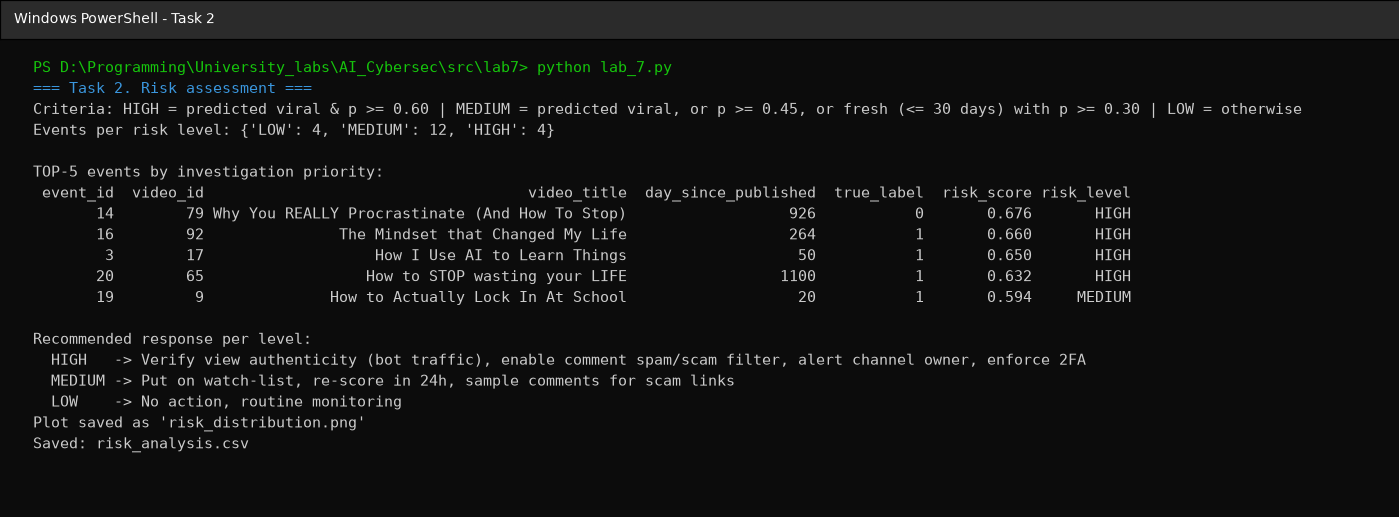 Windows PowerShell - Task 2
PS D:\Programming\University_labs\AI_Cybersec\src\lab7> python lab_7.py
=== Task 2. Risk assessment ===
Criteria: HIGH = predicted viral & p >= 0.60 | MEDIUM = predicted viral, or p >= 0.45, or fresh (<= 30 days) with p >= 0.30 | LOW = otherwise
Events per risk level: {'LOW': 4, 'MEDIUM': 12, 'HIGH': 4}
TOP-5 events by investigation priority:
event_id video_id video_title day_since_published true_label risk_score risk_level
14 79 Why You REALLY Procrastinate (And How To Stop) 926 0 0.676 HIGH
16 92 The Mindset that Changed My Life 264 1 0.660 HIGH
3 17 How I Use AI to Learn Things 50 1 0.650 HIGH
20 65 How to STOP wasting your LIFE 1100 1 0.632 HIGH
19 9 How to Actually Lock In At School 20 1 0.594 MEDIUM
Recommended response per level:
HIGH -> Verify view authenticity (bot traffic), enable comment spam/scam filter, alert channel owner, enforce 2FA
MEDIUM -> Put on watch-list, re-score in 24h, sample comments for scam links
LOW -> No action, routine monitoring
Plot saved as 'risk_distribution.png'
Saved: risk_analysis.csv